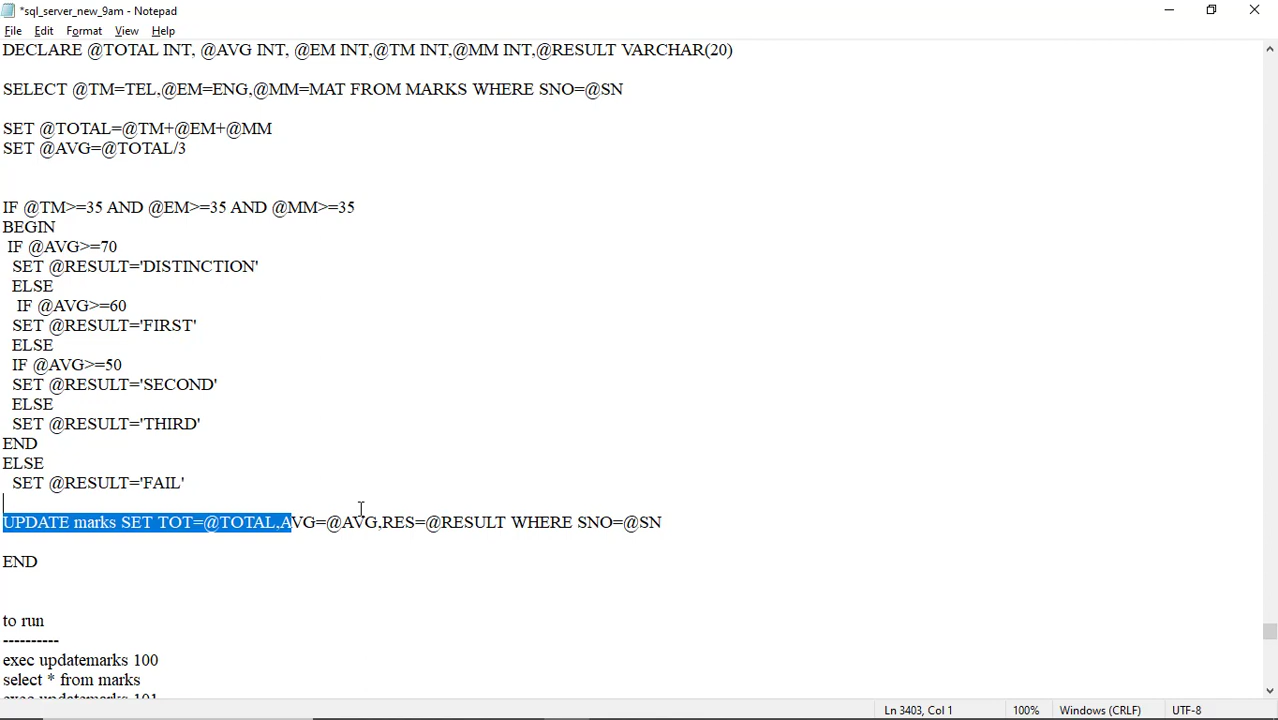 *sql_server_new_9am - Notepad
File Edit Format View Help
DECLARE @TOTAL INT, @AVG INT, @EM INT,@TM INT,@MM INT,@RESULT VARCHAR(20)
SELECT @TM=TEL,@EM=ENG,@MM=MAT FROM MARKS WHERE SNO=@SN
SET @TOTAL=@TM+@EM+@MM
SET @AVG=@TOTAL/3
IF @TM>=35 AND @EM>=35 AND @MM>=35
BEGIN
IF @AVG>=70
SET @RESULT='DISTINCTION'
ELSE
IF @AVG>=60
SET @RESULT='FIRST'
ELSE
IF @AVG>=50
SET @RESULT='SECOND'
ELSE
SET @RESULT='THIRD'
END
ELSE
SET @RESULT='FAIL'
UPDATE marks SET TOT=@TOTAL,AVG=@AVG,RES=@RESULT WHERE SNO=@SN
END
to run
----------
exec updatemarks 100
select * from marks
exec updatemarks 101
Ln 3403, Col 1 100% Windows (CRLF) UTF-8